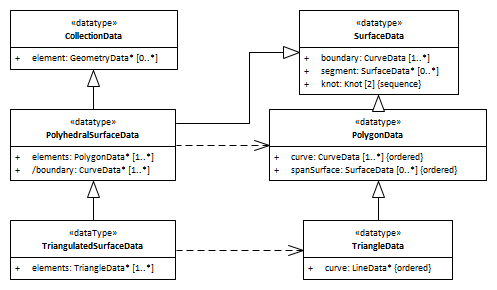 «datatype»
CollectionData
+ element: GeometryData* [0..*]
«datatype»
SurfaceData
+ boundary: CurveData [1..*]
+ segment: SurfaceData* [0..*]
+ knot: Knot [2] {sequence}
«datatype»
PolyhedralSurfaceData
+ elements: PolygonData* [1..*]
+ /boundary: CurveData* [1..*]
«datatype»
PolygonData
+ curve: CurveData [1..*] {ordered}
+ spanSurface: SurfaceData [0..*] {ordered}
«dataType»
TriangulatedSurfaceData
+ elements: TriangleData* [1..*]
«datatype»
TriangleData
+ curve: LineData* {ordered}